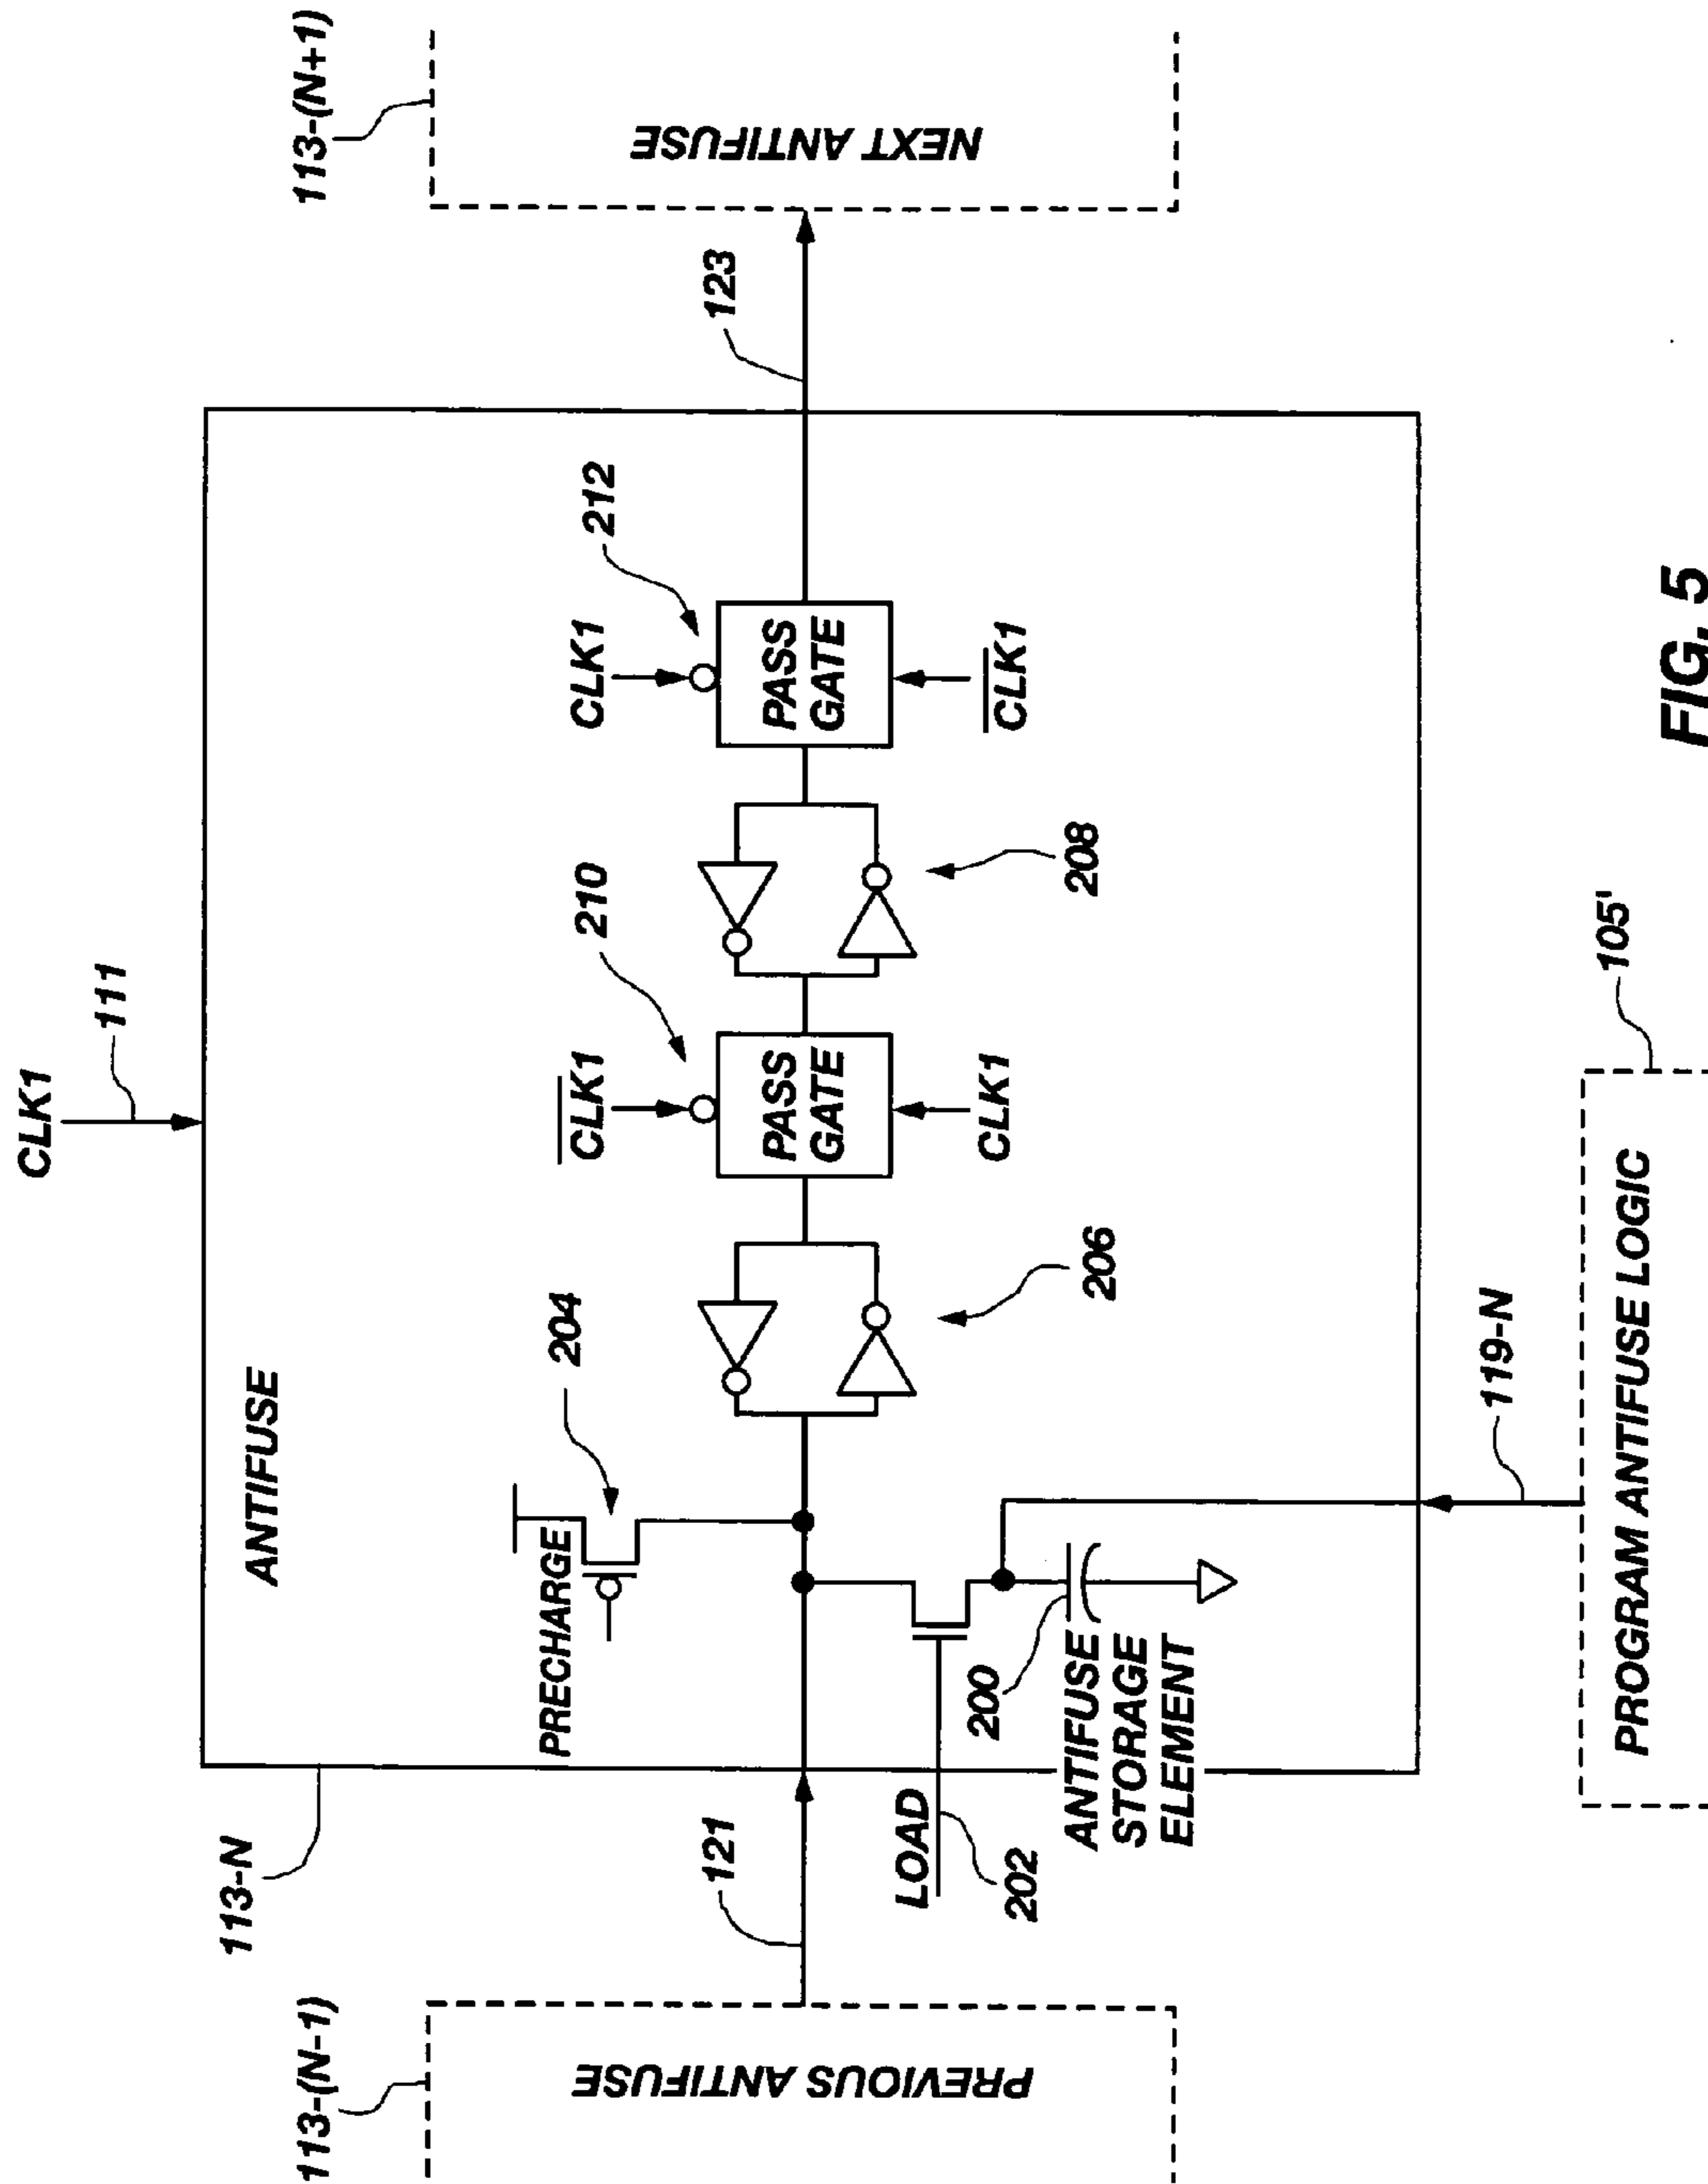 CLK1
111
113-N
ANTIFUSE
113-(N-1)
PREVIOUS ANTIFUSE
121
PRECHARGE
204
LOAD
202
200
ANTIFUSE
STORAGE
ELEMENT
206
C̅L̅K̅1̅
210
PASS
GATE
CLK1
208
CLK1
212
PASS
GATE
C̅L̅K̅1̅
123
113-(N+1)
NEXT ANTIFUSE
119-N
105'
PROGRAM ANTIFUSE LOGIC
FIG. 5